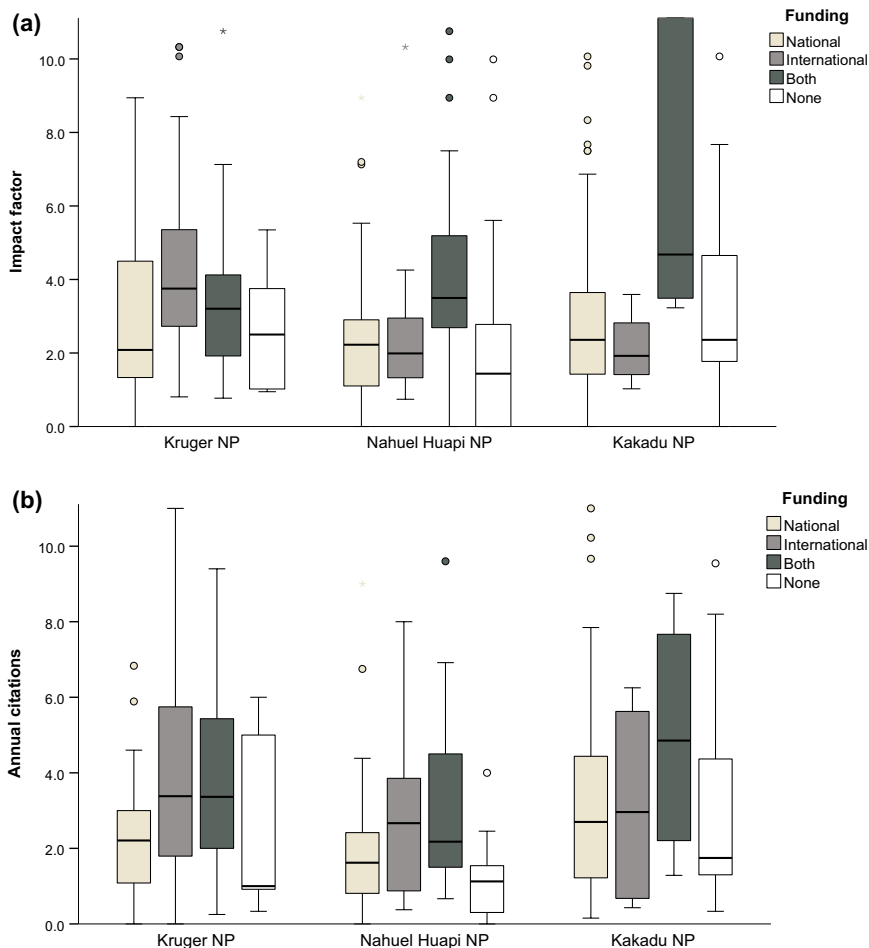 (a)
Funding
National
International
Both
None
Impact factor
10.0
8.0
6.0
4.0
2.0
0.0
Kruger NP Nahuel Huapi NP Kakadu NP
(b)
Funding
National
International
Both
None
Annual citations
10.0
8.0
6.0
4.0
2.0
0.0
Kruger NP Nahuel Huapi NP Kakadu NP